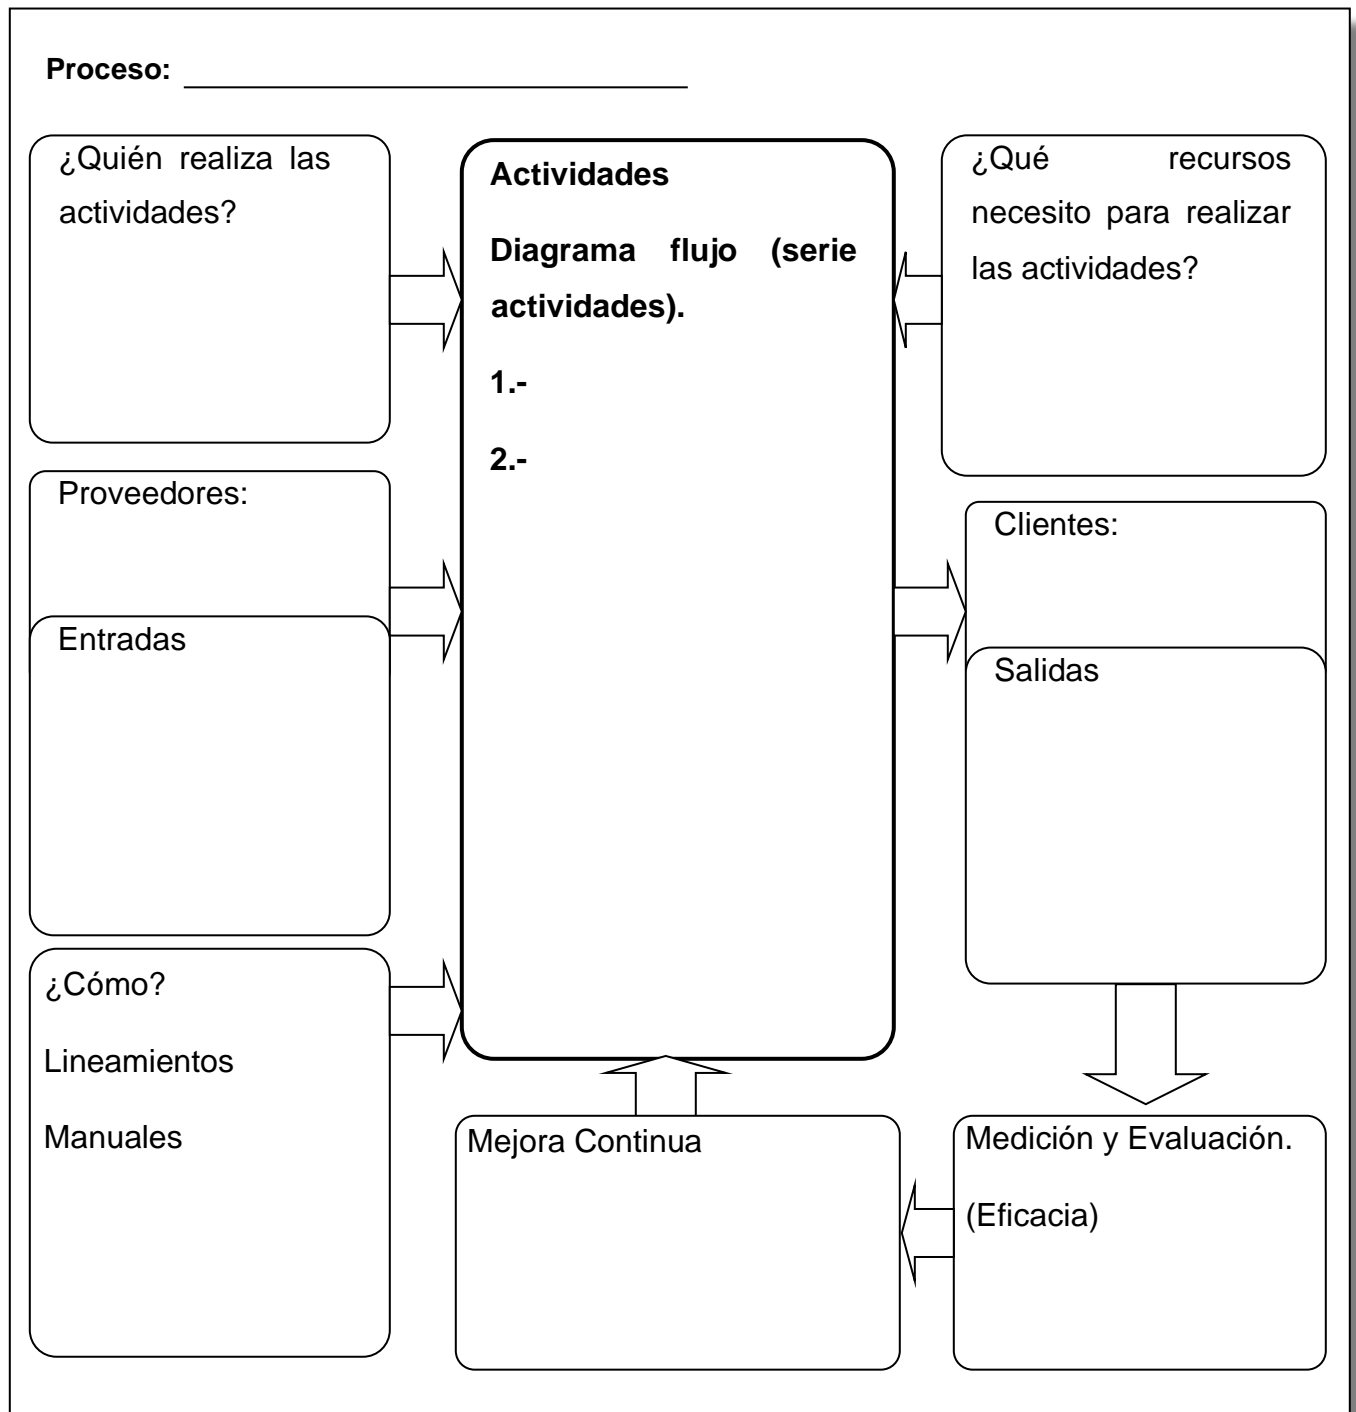 Proceso:
¿Quién realiza las
actividades?
Actividades
Diagrama flujo (serie
actividades).
1.-
2.-
¿Qué recursos
necesito para realizar
las actividades?
Proveedores:
Entradas
Clientes:
Salidas
¿Cómo?
Lineamientos
Manuales
Mejora Continua
Medición y Evaluación.
(Eficacia)